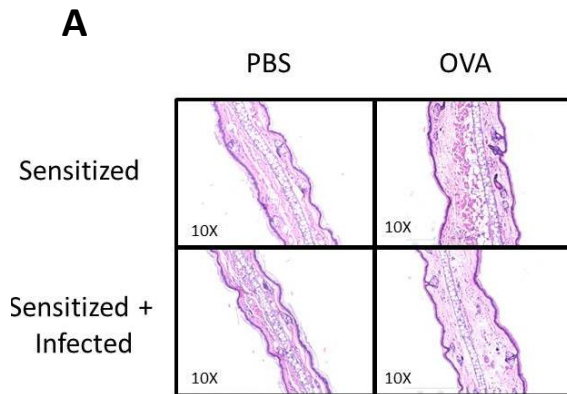 A
PBS OVA
Sensitized
10X 10X
Sensitized +
Infected
10X 10X